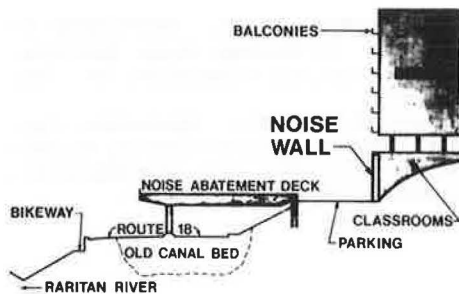 BALCONIES
NOISE
WALL
NOISE ABATEMENT DECK
BIKEWAY
ROUTE 18
CLASSROOMS
PARKING
OLD CANAL BED
RARITAN RIVER